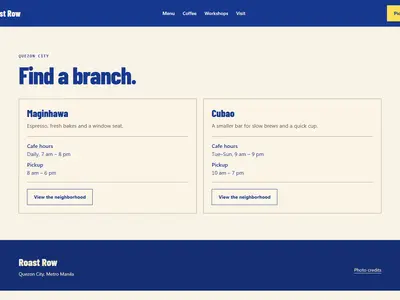 st Row
Menu Coffee Workshops Visit
QUEZON CITY
Find a branch.
Maginhawa
Espresso, fresh bakes and a window seat.
Cafe hours
Daily, 7 am – 8 pm
Pickup
8 am – 6 pm
View the neighborhood
Cubao
A smaller bar for slow brews and a quick cup.
Cafe hours
Tue–Sun, 9 am – 9 pm
Pickup
10 am – 7 pm
View the neighborhood
Roast Row
Quezon City, Metro Manila
Photo credits